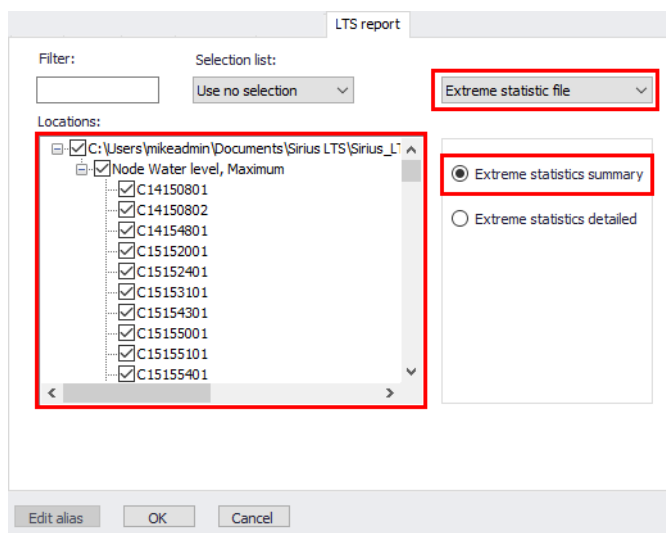 LTS report
Filter:
Selection list:
Use no selection
Extreme statistic file
Locations:
C:\Users\mikeadmin\Documents\Sirius LTS\Sirius_LT
Node Water level, Maximum
C14150801
C14150802
C14154801
C15152001
C15152401
C15153101
C15154301
C15155001
C15155101
C15155401
Extreme statistics summary
Extreme statistics detailed
Edit alias
OK
Cancel